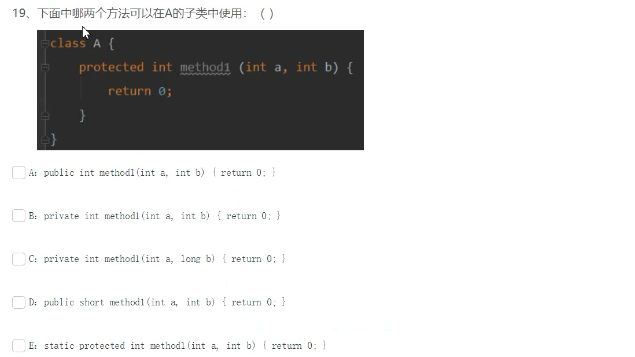 19、下面中哪两个方法可以在A的子类中使用：（ ）
class A {
protected int method1 (int a, int b) {
return 0;
}
}
A: public int method1(int a, int b) { return 0; }
B: private int method1(int a, int b) { return 0; }
C: private int method1(int a, long b) { return 0; }
D: public short method1(int a, int b) { return 0; }
E: static protected int method1(int a, int b) { return 0; }